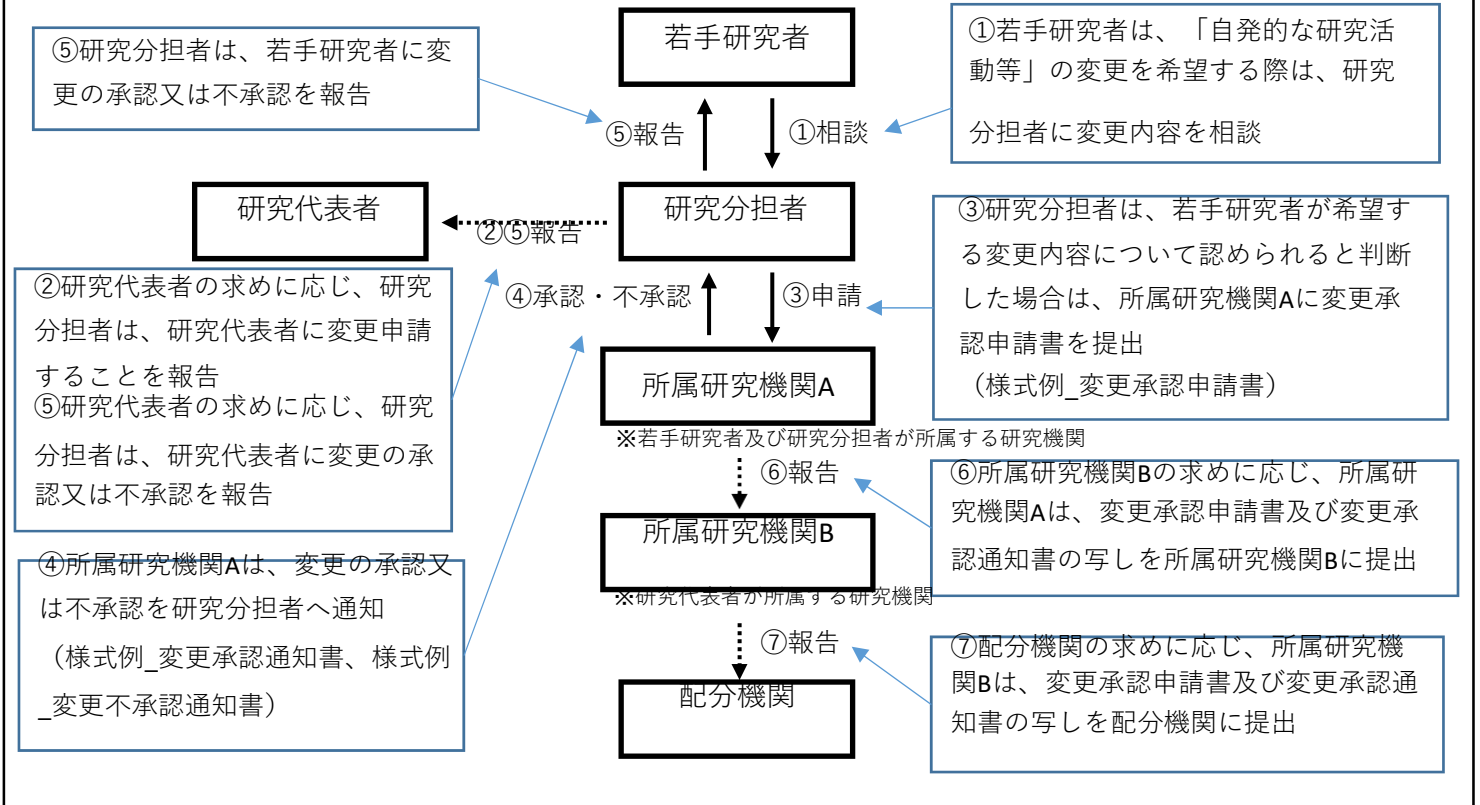 ⑤研究分担者は、若手研究者に変
更の承認又は不承認を報告
若手研究者
①若手研究者は、「自発的な研究活
動等」の変更を希望する際は、研究
分担者に変更内容を相談
⑤報告
①相談
研究代表者
②⑤報告
研究分担者
③研究分担者は、若手研究者が希望す
る変更内容について認められると判断
した場合は、所属研究機関Aに変更承
認申請書を提出
（様式例_変更承認申請書）
②研究代表者の求めに応じ、研究
分担者は、研究代表者に変更申請
することを報告
⑤研究代表者の求めに応じ、研究
分担者は、研究代表者に変更の承
認又は不承認を報告
④承認・不承認
③申請
所属研究機関A
※若手研究者及び研究分担者が所属する研究機関
⑥報告
⑥所属研究機関Bの求めに応じ、所属研
究機関Aは、変更承認申請書及び変更承
認通知書の写しを所属研究機関Bに提出
所属研究機関B
※研究代表者が所属する研究機関
④所属研究機関Aは、変更の承認又
は不承認を研究分担者へ通知
（様式例_変更承認通知書、様式例
_変更不承認通知書）
⑦報告
⑦配分機関の求めに応じ、所属研究機
関Bは、変更承認申請書及び変更承認通
知書の写しを配分機関に提出
配分機関